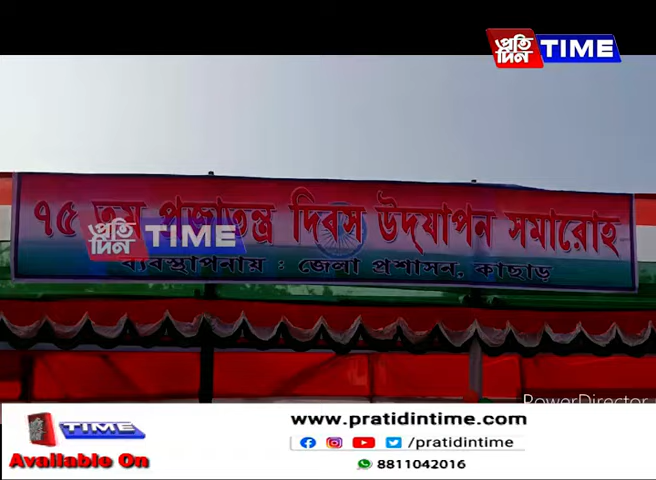 প্রতি দিন TIME
৭৫ তম প্রজাতন্ত্র দিবস উদ্‌যাপন সমারোহ
প্রতি দিন TIME
ব্যবস্থাপনায় : জেলা প্রশাসন, কাছাড়
PowerDirector
TIME
Available On
www.pratidintime.com
/pratidintime
8811042016